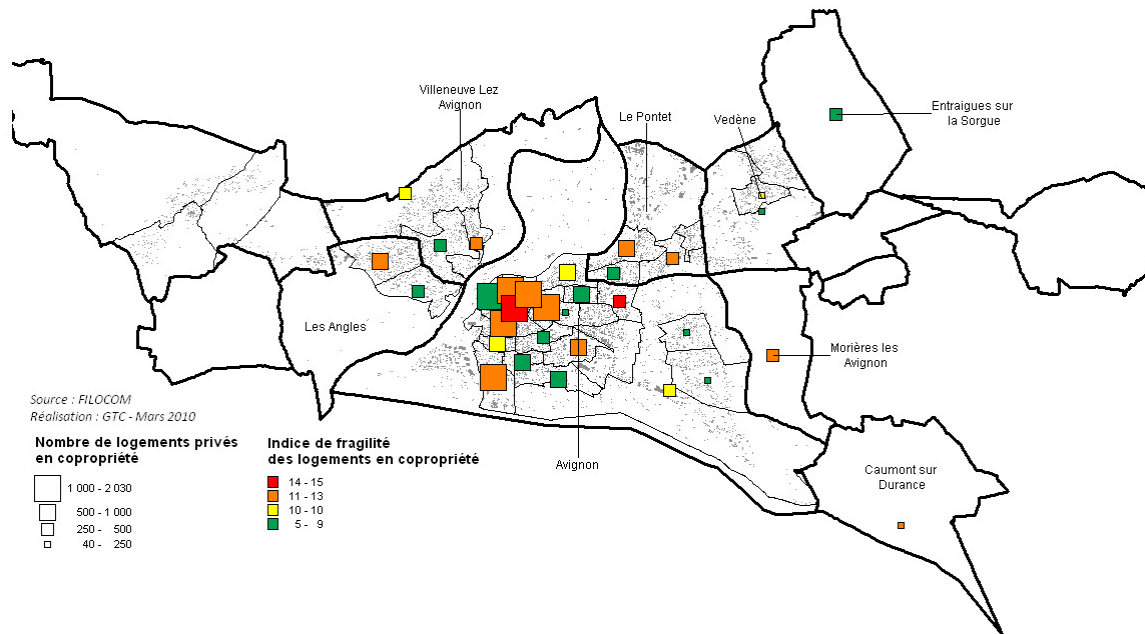 Villeneuve Lez
Avignon
Le Pontet
Vedène
Entraigues sur
la Sorgue
Les Angles
Morières les
Avignon
Avignon
Caumont sur
Durance
Source : FILOCOM
Réalisation : GTC - Mars 2010
Nombre de logements privés
en copropriété
1 000 - 2 030
500 - 1 000
250 - 500
40 - 250
Indice de fragilité
des logements en copropriété
14 - 15
11 - 13
10 - 10
5 - 9